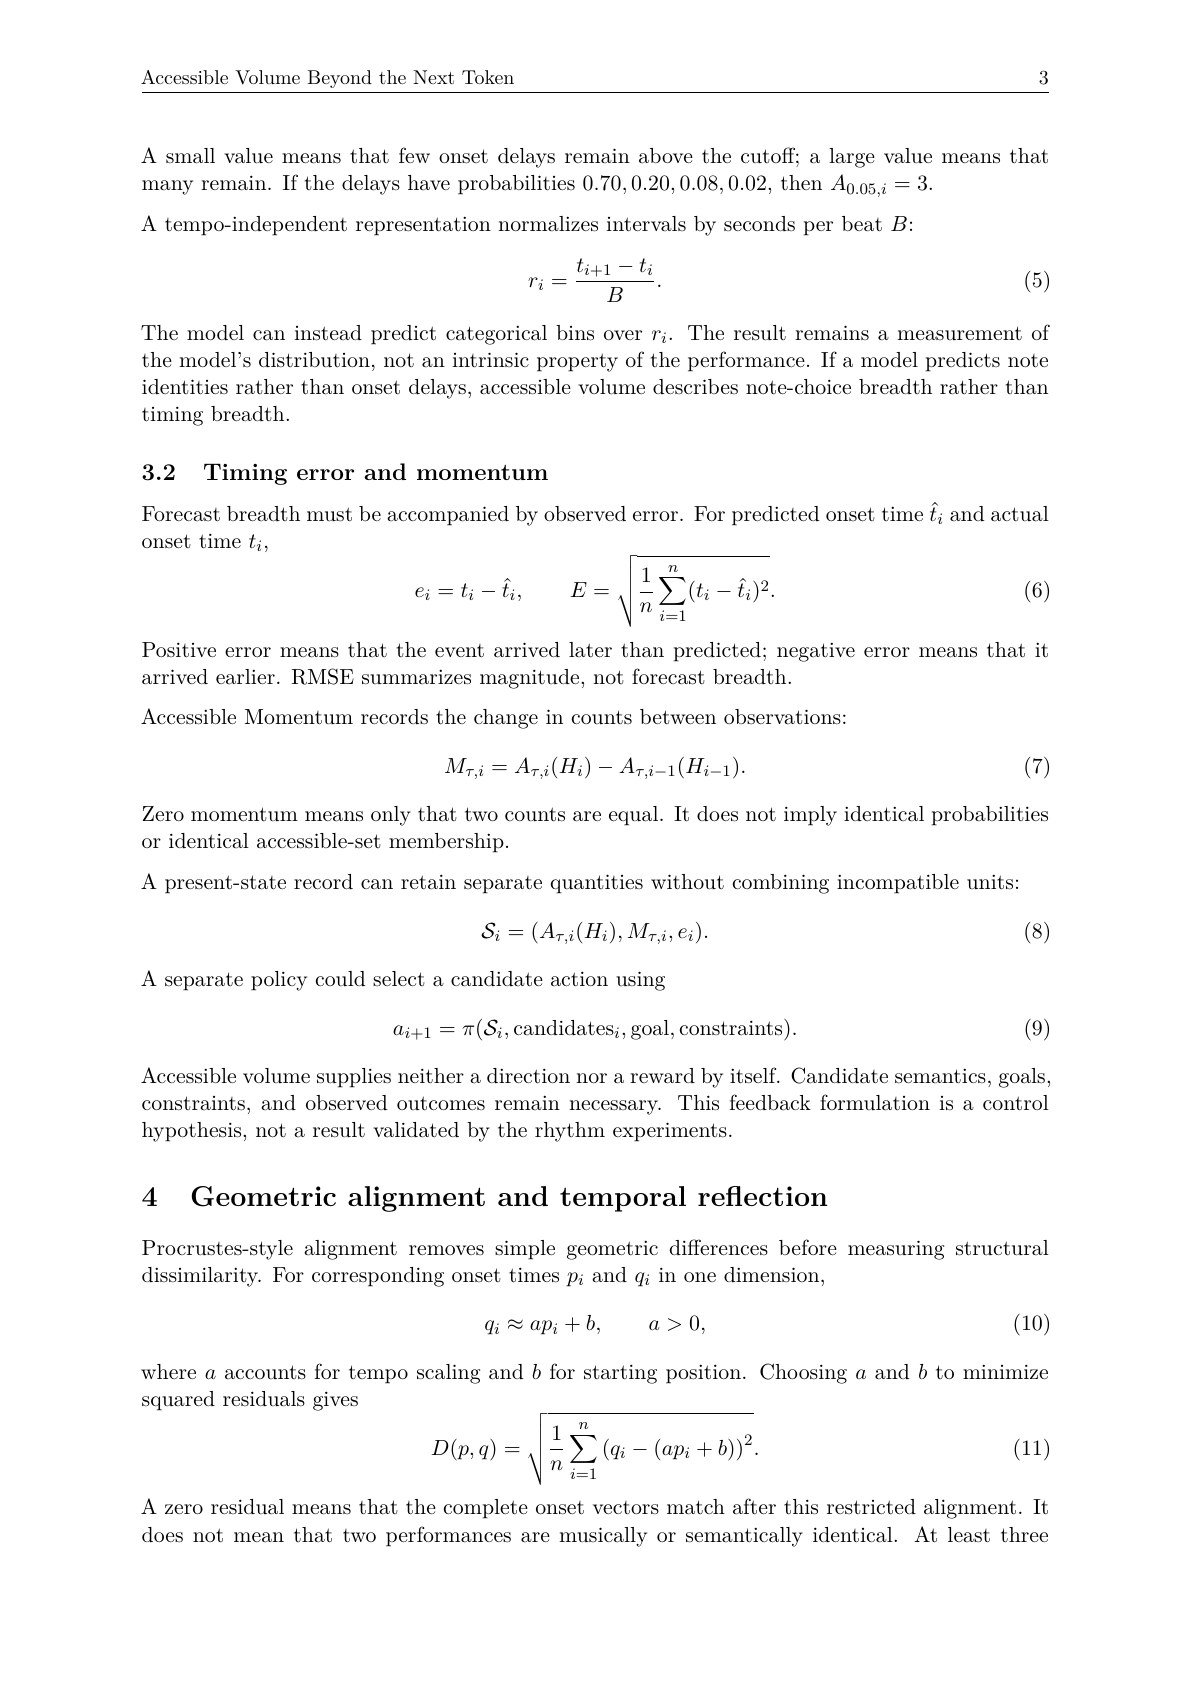 Accessible Volume Beyond the Next Token 3
A small value means that few onset delays remain above the cutoff; a large value means that
many remain. If the delays have probabilities 0.70, 0.20, 0.08, 0.02, then A_{0.05,i} = 3.
A tempo-independent representation normalizes intervals by seconds per beat B:
r_i = \frac{t_{i+1} − t_i}{B}. (5)
The model can instead predict categorical bins over r_i. The result remains a measurement of
the model's distribution, not an intrinsic property of the performance. If a model predicts note
identities rather than onset delays, accessible volume describes note-choice breadth rather than
timing breadth.
3.2 Timing error and momentum
Forecast breadth must be accompanied by observed error. For predicted onset time \hat{t}_i and actual
onset time t_i,
e_i = t_i − \hat{t}_i, E = \sqrt{\frac{1}{n} \sum_{i=1}^{n} (t_i − \hat{t}_i)^2}. (6)
Positive error means that the event arrived later than predicted; negative error means that it
arrived earlier. RMSE summarizes magnitude, not forecast breadth.
Accessible Momentum records the change in counts between observations:
M_{τ,i} = A_{τ,i}(H_i) − A_{τ,i−1}(H_{i−1}). (7)
Zero momentum means only that two counts are equal. It does not imply identical probabilities
or identical accessible-set membership.
A present-state record can retain separate quantities without combining incompatible units:
S_i = (A_{τ,i}(H_i), M_{τ,i}, e_i). (8)
A separate policy could select a candidate action using
a_{i+1} = π(S_i, candidates_i, goal, constraints). (9)
Accessible volume supplies neither a direction nor a reward by itself. Candidate semantics, goals,
constraints, and observed outcomes remain necessary. This feedback formulation is a control
hypothesis, not a result validated by the rhythm experiments.
4 Geometric alignment and temporal reflection
Procrustes-style alignment removes simple geometric differences before measuring structural
dissimilarity. For corresponding onset times p_i and q_i in one dimension,
q_i ≈ ap_i + b, a > 0, (10)
where a accounts for tempo scaling and b for starting position. Choosing a and b to minimize
squared residuals gives
D(p, q) = \sqrt{\frac{1}{n} \sum_{i=1}^{n} (q_i − (ap_i + b))^2}. (11)
A zero residual means that the complete onset vectors match after this restricted alignment. It
does not mean that two performances are musically or semantically identical. At least three